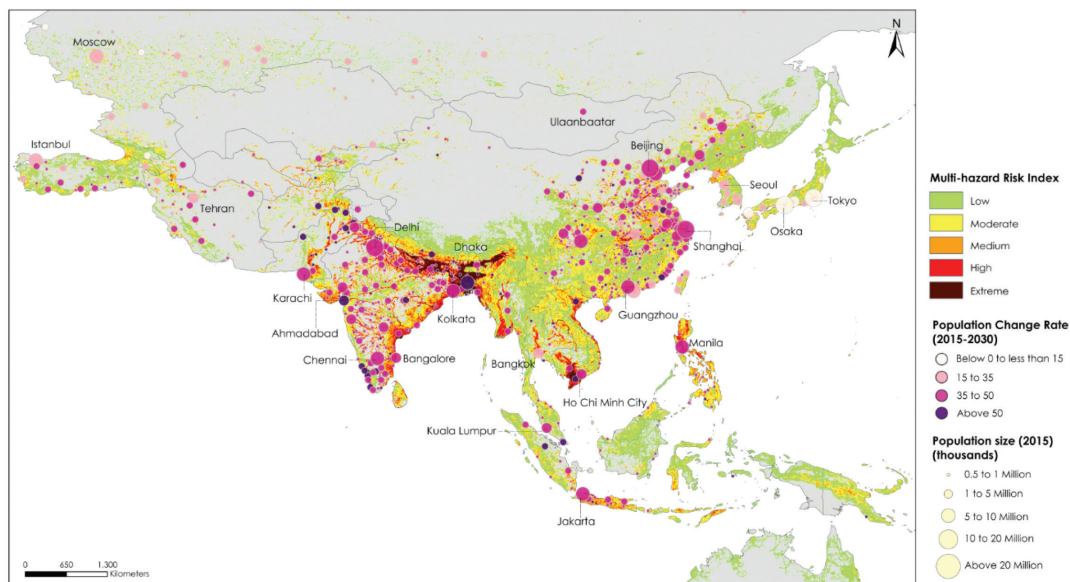 Moscow
N
Ulaanbaatar
Istanbul
Beijing
Seoul
Tehran
Tokyo
Delhi
Osaka
Dhaka
Shanghai
Karachi
Kolkata
Guangzhou
Ahmadabad
Manila
Chennai
Bangalore
Bangkok
Ho Chi Minh City
Kuala Lumpur
Jakarta
0 650 1,300
Kilometers
Multi-hazard Risk Index
Low
Moderate
Medium
High
Extreme
Population Change Rate
(2015-2030)
Below 0 to less than 15
15 to 35
35 to 50
Above 50
Population size (2015)
(thousands)
0.5 to 1 Million
1 to 5 Million
5 to 10 Million
10 to 20 Million
Above 20 Million